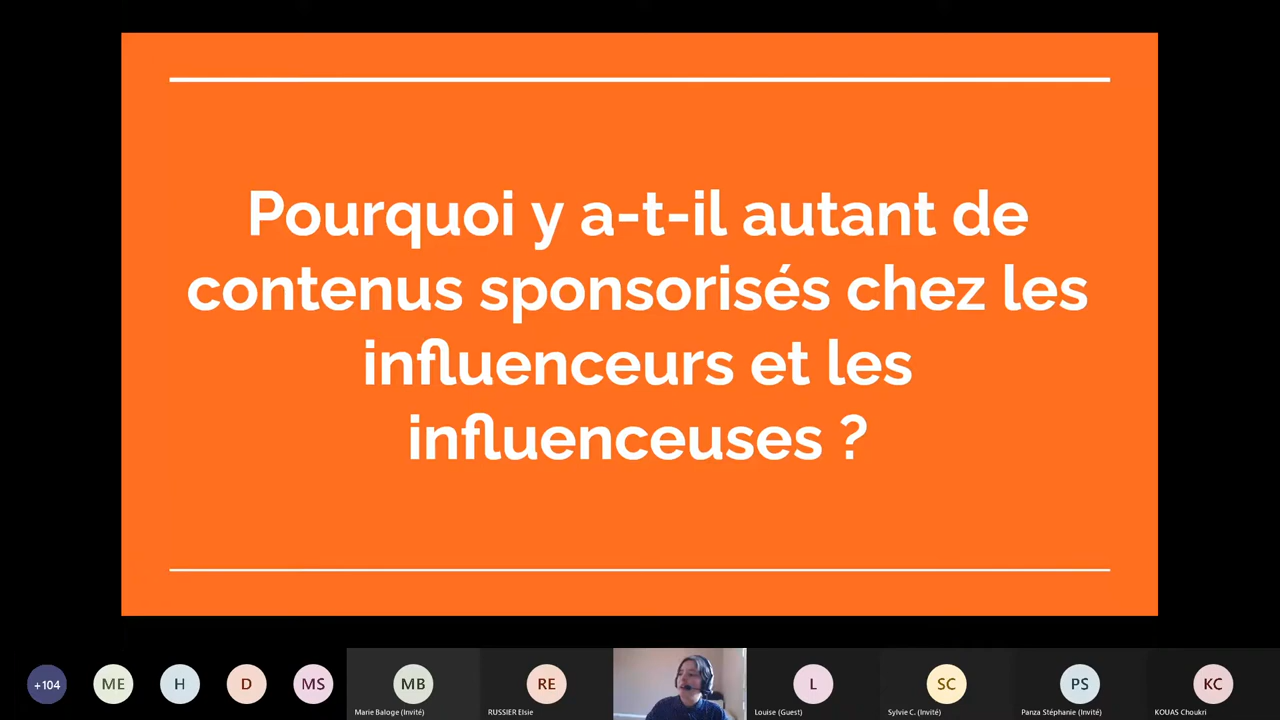 Pourquoi y a-t-il autant de
contenus sponsorisés chez les
influenceurs et les
influenceuses ?
+104
ME
H
D
MS
MB
RE
L
SC
PS
KC
Marie Baloge (Invité)
RUSSIER Elsie
Louise (Guest)
Sylvie C. (Invité)
Panza Stéphanie (Invité)
KOUAS Choukri